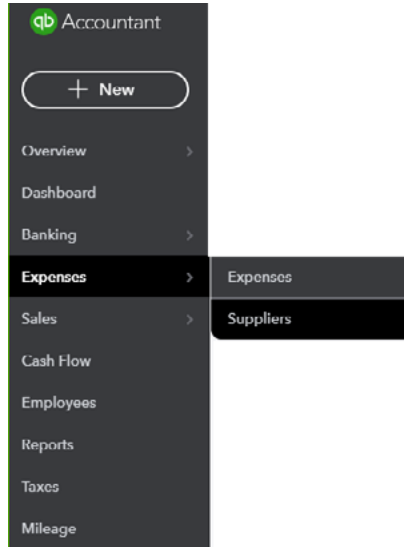 qb Accountant
+ New
Overview
Dashboard
Banking
Expenses
Expenses
Sales
Suppliers
Cash Flow
Employees
Reports
Taxes
Mileage